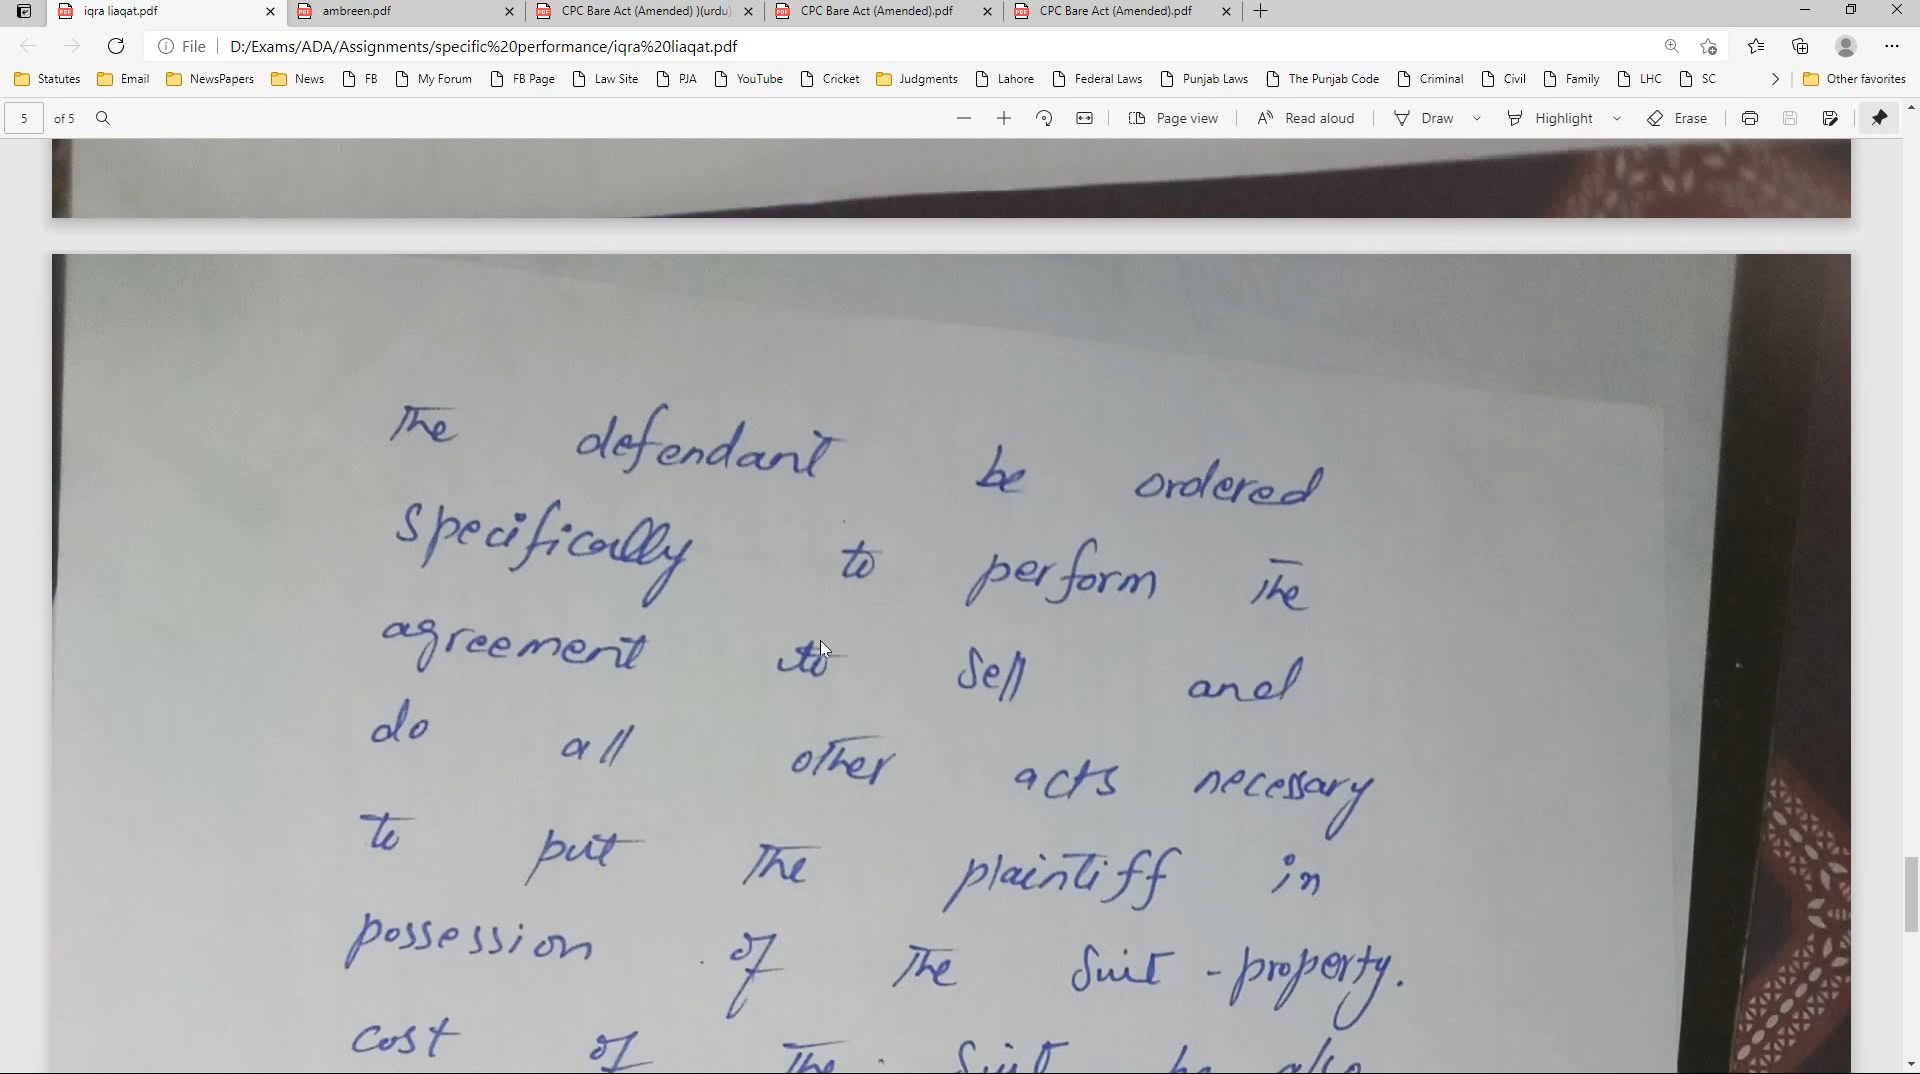 iqra liaqat.pdf
ambreen.pdf
CPC Bare Act (Amended) )(urdu)
CPC Bare Act (Amended).pdf
CPC Bare Act (Amended).pdf
File
D:/Exams/ADA/Assignments/specific%20performance/iqra%20liaqat.pdf
Statutes Email NewsPapers News FB My Forum FB Page Law Site PJA YouTube Cricket Judgments Lahore Federal Laws Punjab Laws The Punjab Code Criminal Civil Family LHC SC Other favorites
5 of 5 Page view Read aloud Draw Highlight Erase
The defendant be ordered
specifically to perform the
agreement to sell and
do all other acts necessary
to put the plaintiff in
possession of the suit-property.
cost of the suit be also